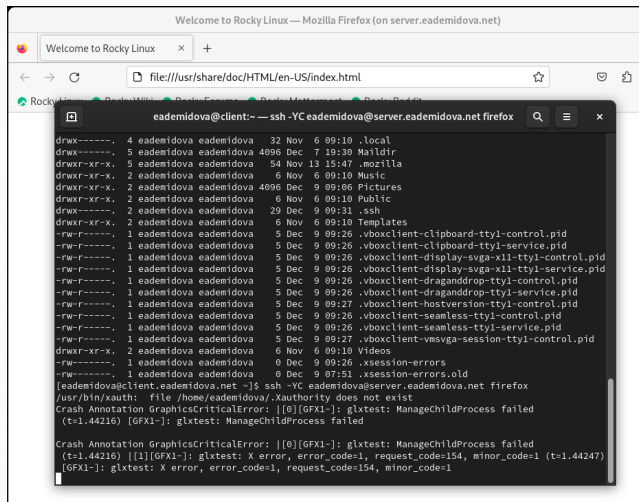 Welcome to Rocky Linux — Mozilla Firefox (on server.eademidova.net)
Welcome to Rocky Linux × +
file:///usr/share/doc/HTML/en-US/index.html
eademidova@client:~ — ssh -YC eademidova@server.eademidova.net firefox
drwx------. 4 eademidova eademidova 32 Nov 6 09:10 .local
drwx------. 5 eademidova eademidova 4096 Dec 7 19:30 Maildir
drwxr-xr-x. 5 eademidova eademidova 54 Nov 13 15:47 .mozilla
drwxr-xr-x. 2 eademidova eademidova 6 Nov 6 09:10 Music
drwxr-xr-x. 2 eademidova eademidova 4096 Dec 9 09:06 Pictures
drwxr-xr-x. 2 eademidova eademidova 6 Nov 6 09:10 Public
drwx------. 2 eademidova eademidova 29 Dec 9 09:31 .ssh
drwxr-xr-x. 2 eademidova eademidova 6 Nov 6 09:10 Templates
-rw-r-----. 1 eademidova eademidova 5 Dec 9 09:26 .vboxclient-clipboard-tty1-control.pid
-rw-r-----. 1 eademidova eademidova 5 Dec 9 09:26 .vboxclient-clipboard-tty1-service.pid
-rw-r-----. 1 eademidova eademidova 5 Dec 9 09:26 .vboxclient-display-svga-x11-tty1-control.pid
-rw-r-----. 1 eademidova eademidova 5 Dec 9 09:26 .vboxclient-display-svga-x11-tty1-service.pid
-rw-r-----. 1 eademidova eademidova 5 Dec 9 09:26 .vboxclient-draganddrop-tty1-control.pid
-rw-r-----. 1 eademidova eademidova 5 Dec 9 09:26 .vboxclient-draganddrop-tty1-service.pid
-rw-r-----. 1 eademidova eademidova 5 Dec 9 09:27 .vboxclient-hostversion-tty1-control.pid
-rw-r-----. 1 eademidova eademidova 5 Dec 9 09:26 .vboxclient-seamless-tty1-control.pid
-rw-r-----. 1 eademidova eademidova 5 Dec 9 09:26 .vboxclient-seamless-tty1-service.pid
-rw-r-----. 1 eademidova eademidova 5 Dec 9 09:27 .vboxclient-vmsvga-session-tty1-control.pid
drwxr-xr-x. 2 eademidova eademidova 6 Nov 6 09:10 Videos
-rw-------. 1 eademidova eademidova 0 Dec 9 09:26 .xsession-errors
-rw-------. 1 eademidova eademidova 0 Dec 9 07:51 .xsession-errors.old
[eademidova@client.eademidova.net ~]$ ssh -YC eademidova@server.eademidova.net firefox
/usr/bin/xauth:  file /home/eademidova/.Xauthority does not exist
Crash Annotation GraphicsCriticalError: |[0][GFX1-]: glxtest: ManageChildProcess failed
(t=1.44216) [GFX1-]: glxtest: ManageChildProcess failed
Crash Annotation GraphicsCriticalError: |[0][GFX1-]: glxtest: ManageChildProcess failed
(t=1.44216) |[1][GFX1-]: glxtest: X error, error_code=1, request_code=154, minor_code=1 (t=1.44247)
[GFX1-]: glxtest: X error, error_code=1, request_code=154, minor_code=1